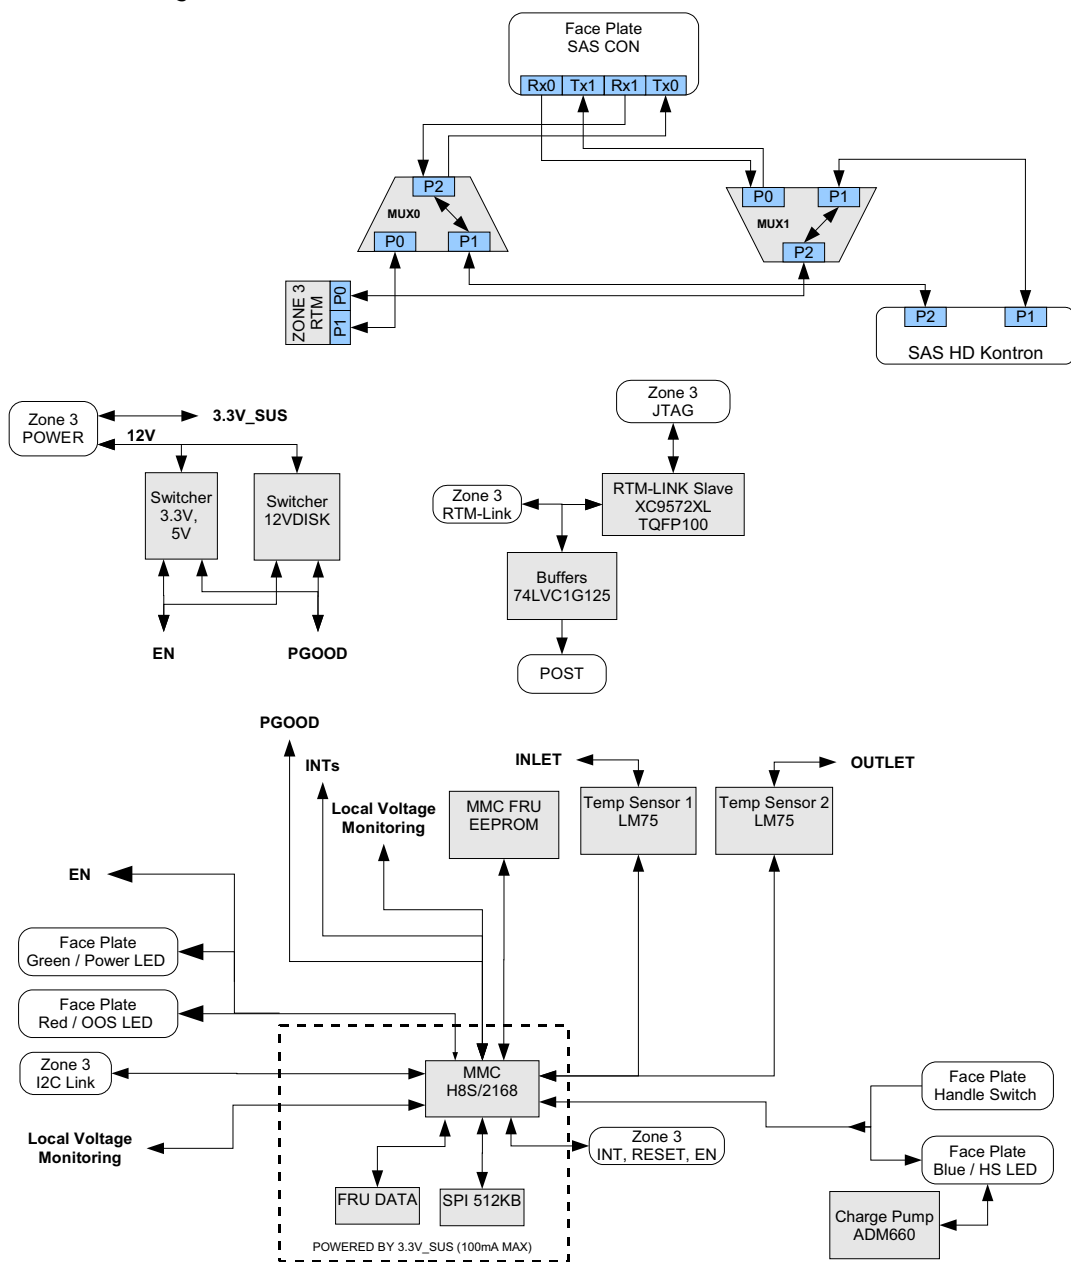 Face Plate
SAS CON
Rx0 Tx1 Rx1 Tx0
P2
MUX0
P0 P1
P0 P1
MUX1
P2
ZONE 3
RTM
P0
P1
P2 P1
SAS HD Kontron
Zone 3
POWER
3.3V_SUS
12V
Switcher
3.3V,
5V
Switcher
12VDISK
EN
PGOOD
Zone 3
JTAG
Zone 3
RTM-Link
RTM-LINK Slave
XC9572XL
TQFP100
Buffers
74LVC1G125
POST
PGOOD
INTs
Local Voltage
Monitoring
MMC FRU
EEPROM
INLET
Temp Sensor 1
LM75
OUTLET
Temp Sensor 2
LM75
EN
Face Plate
Green / Power LED
Face Plate
Red / OOS LED
Zone 3
I2C Link
Local Voltage
Monitoring
MMC
H8S/2168
FRU DATA
SPI 512KB
POWERED BY 3.3V_SUS (100mA MAX)
Zone 3
INT, RESET, EN
Face Plate
Handle Switch
Face Plate
Blue / HS LED
Charge Pump
ADM660